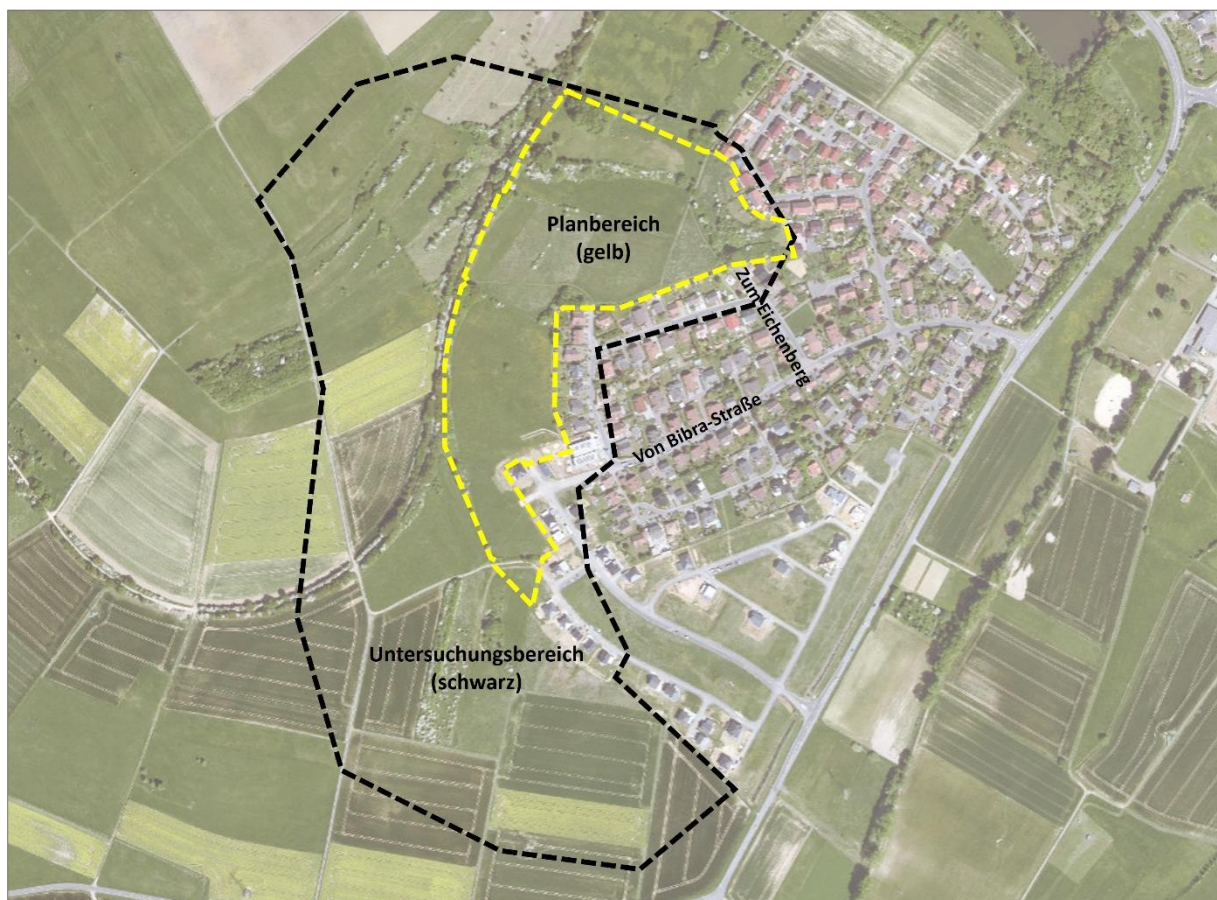 Planbereich
(gelb)
Zum Eichenberg
Von Bibra-Straße
Untersuchungsbereich
(schwarz)